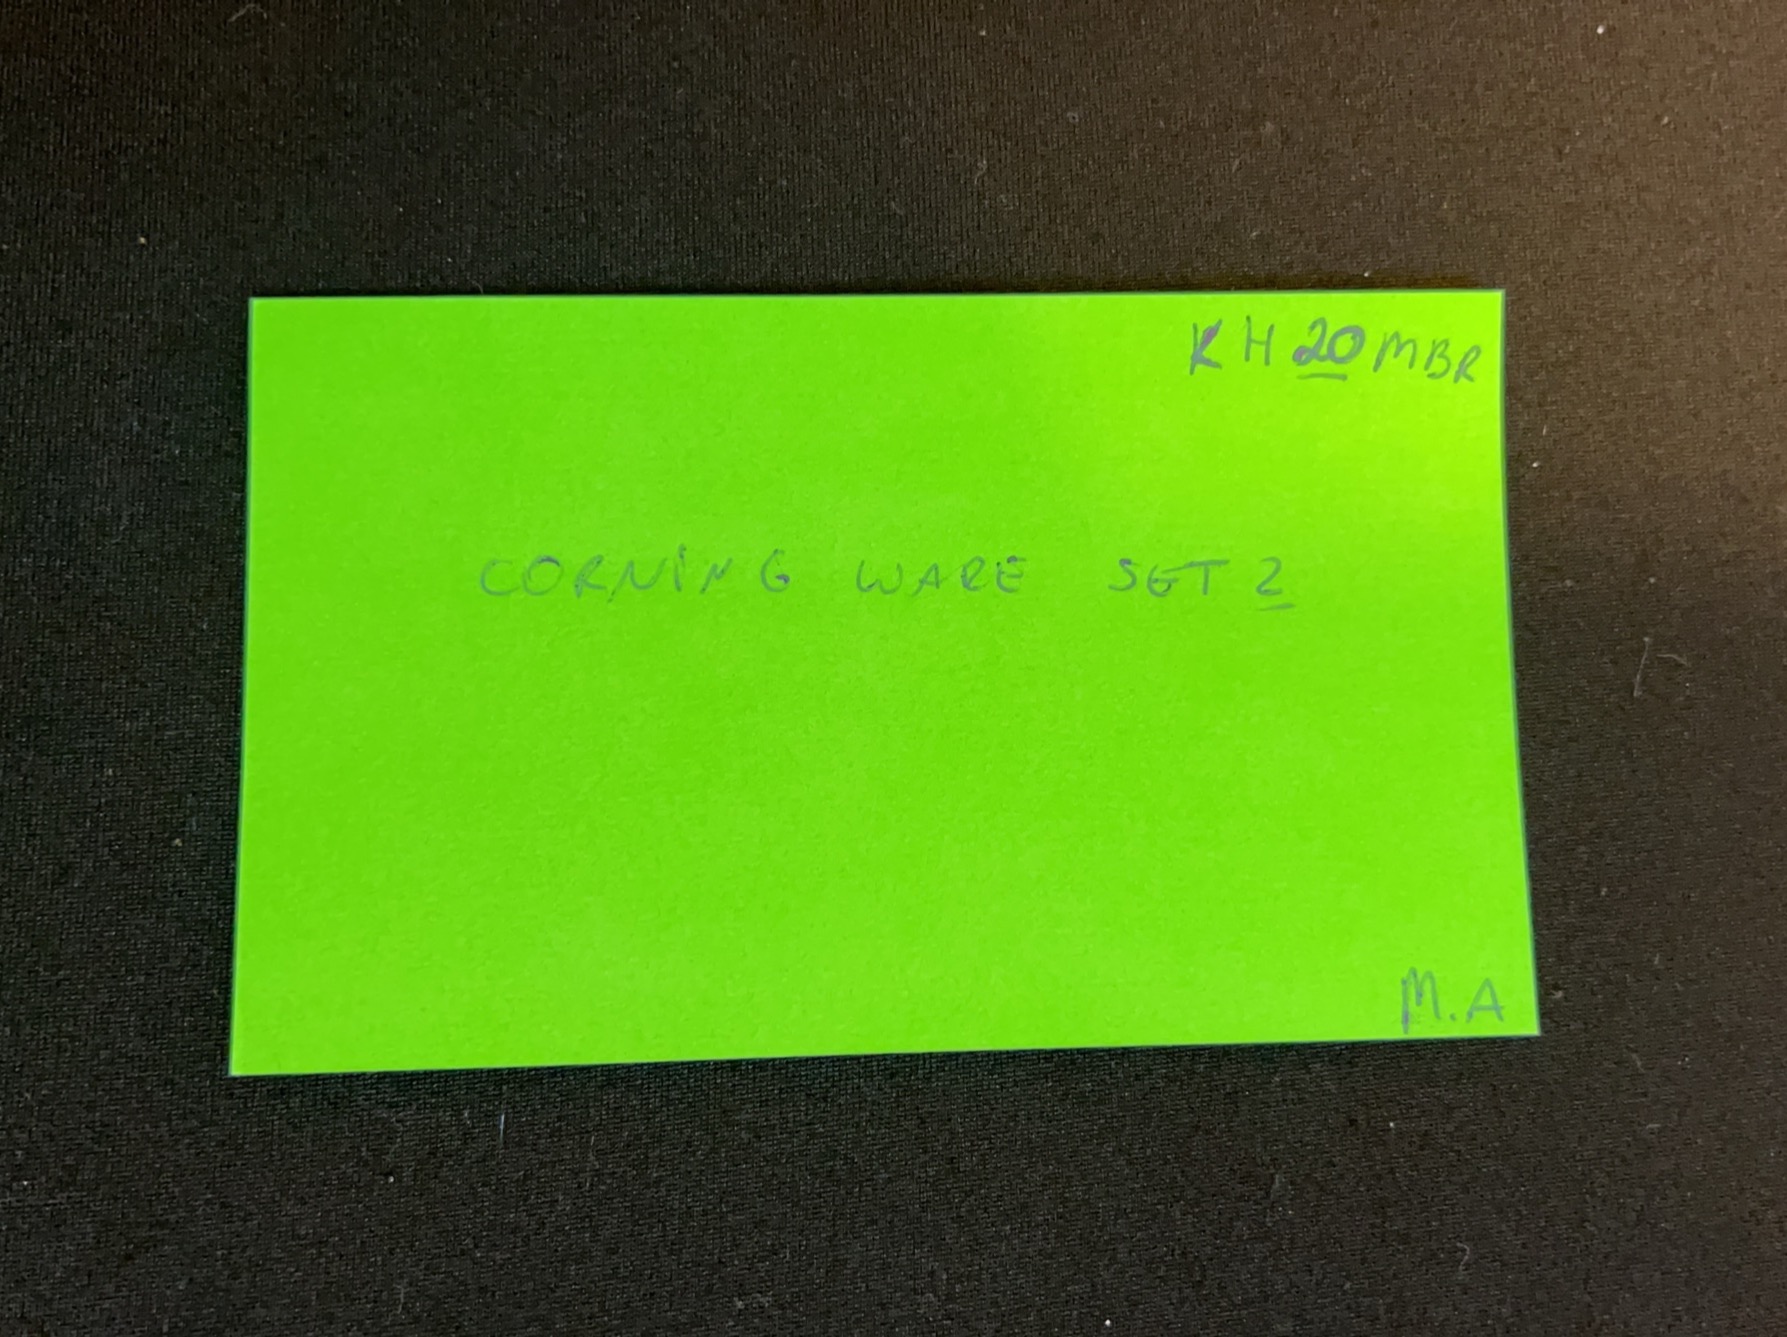 KH 20 MBR
CORNING WARE SET 2
M.A